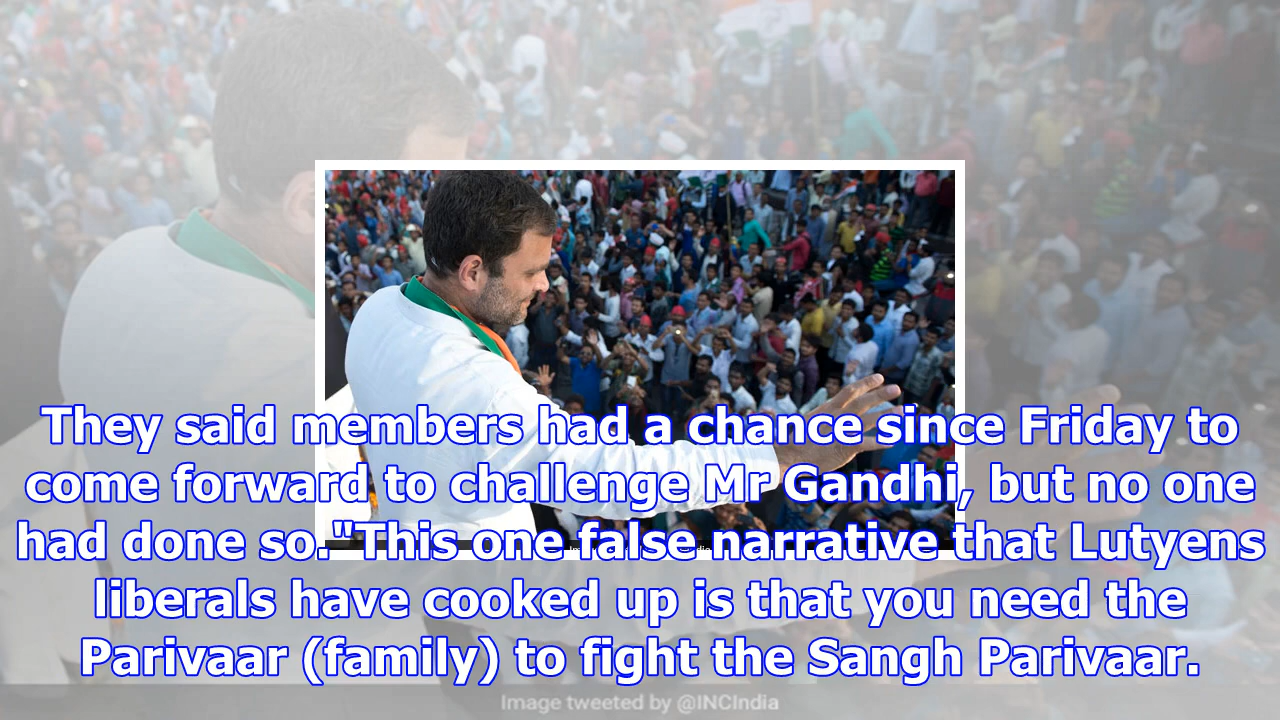 They said members had a chance since Friday to
come forward to challenge Mr Gandhi, but no one
had done so."This one false narrative that Lutyens
liberals have cooked up is that you need the
Parivaar (family) to fight the Sangh Parivaar.
Image tweeted by @INCIndia